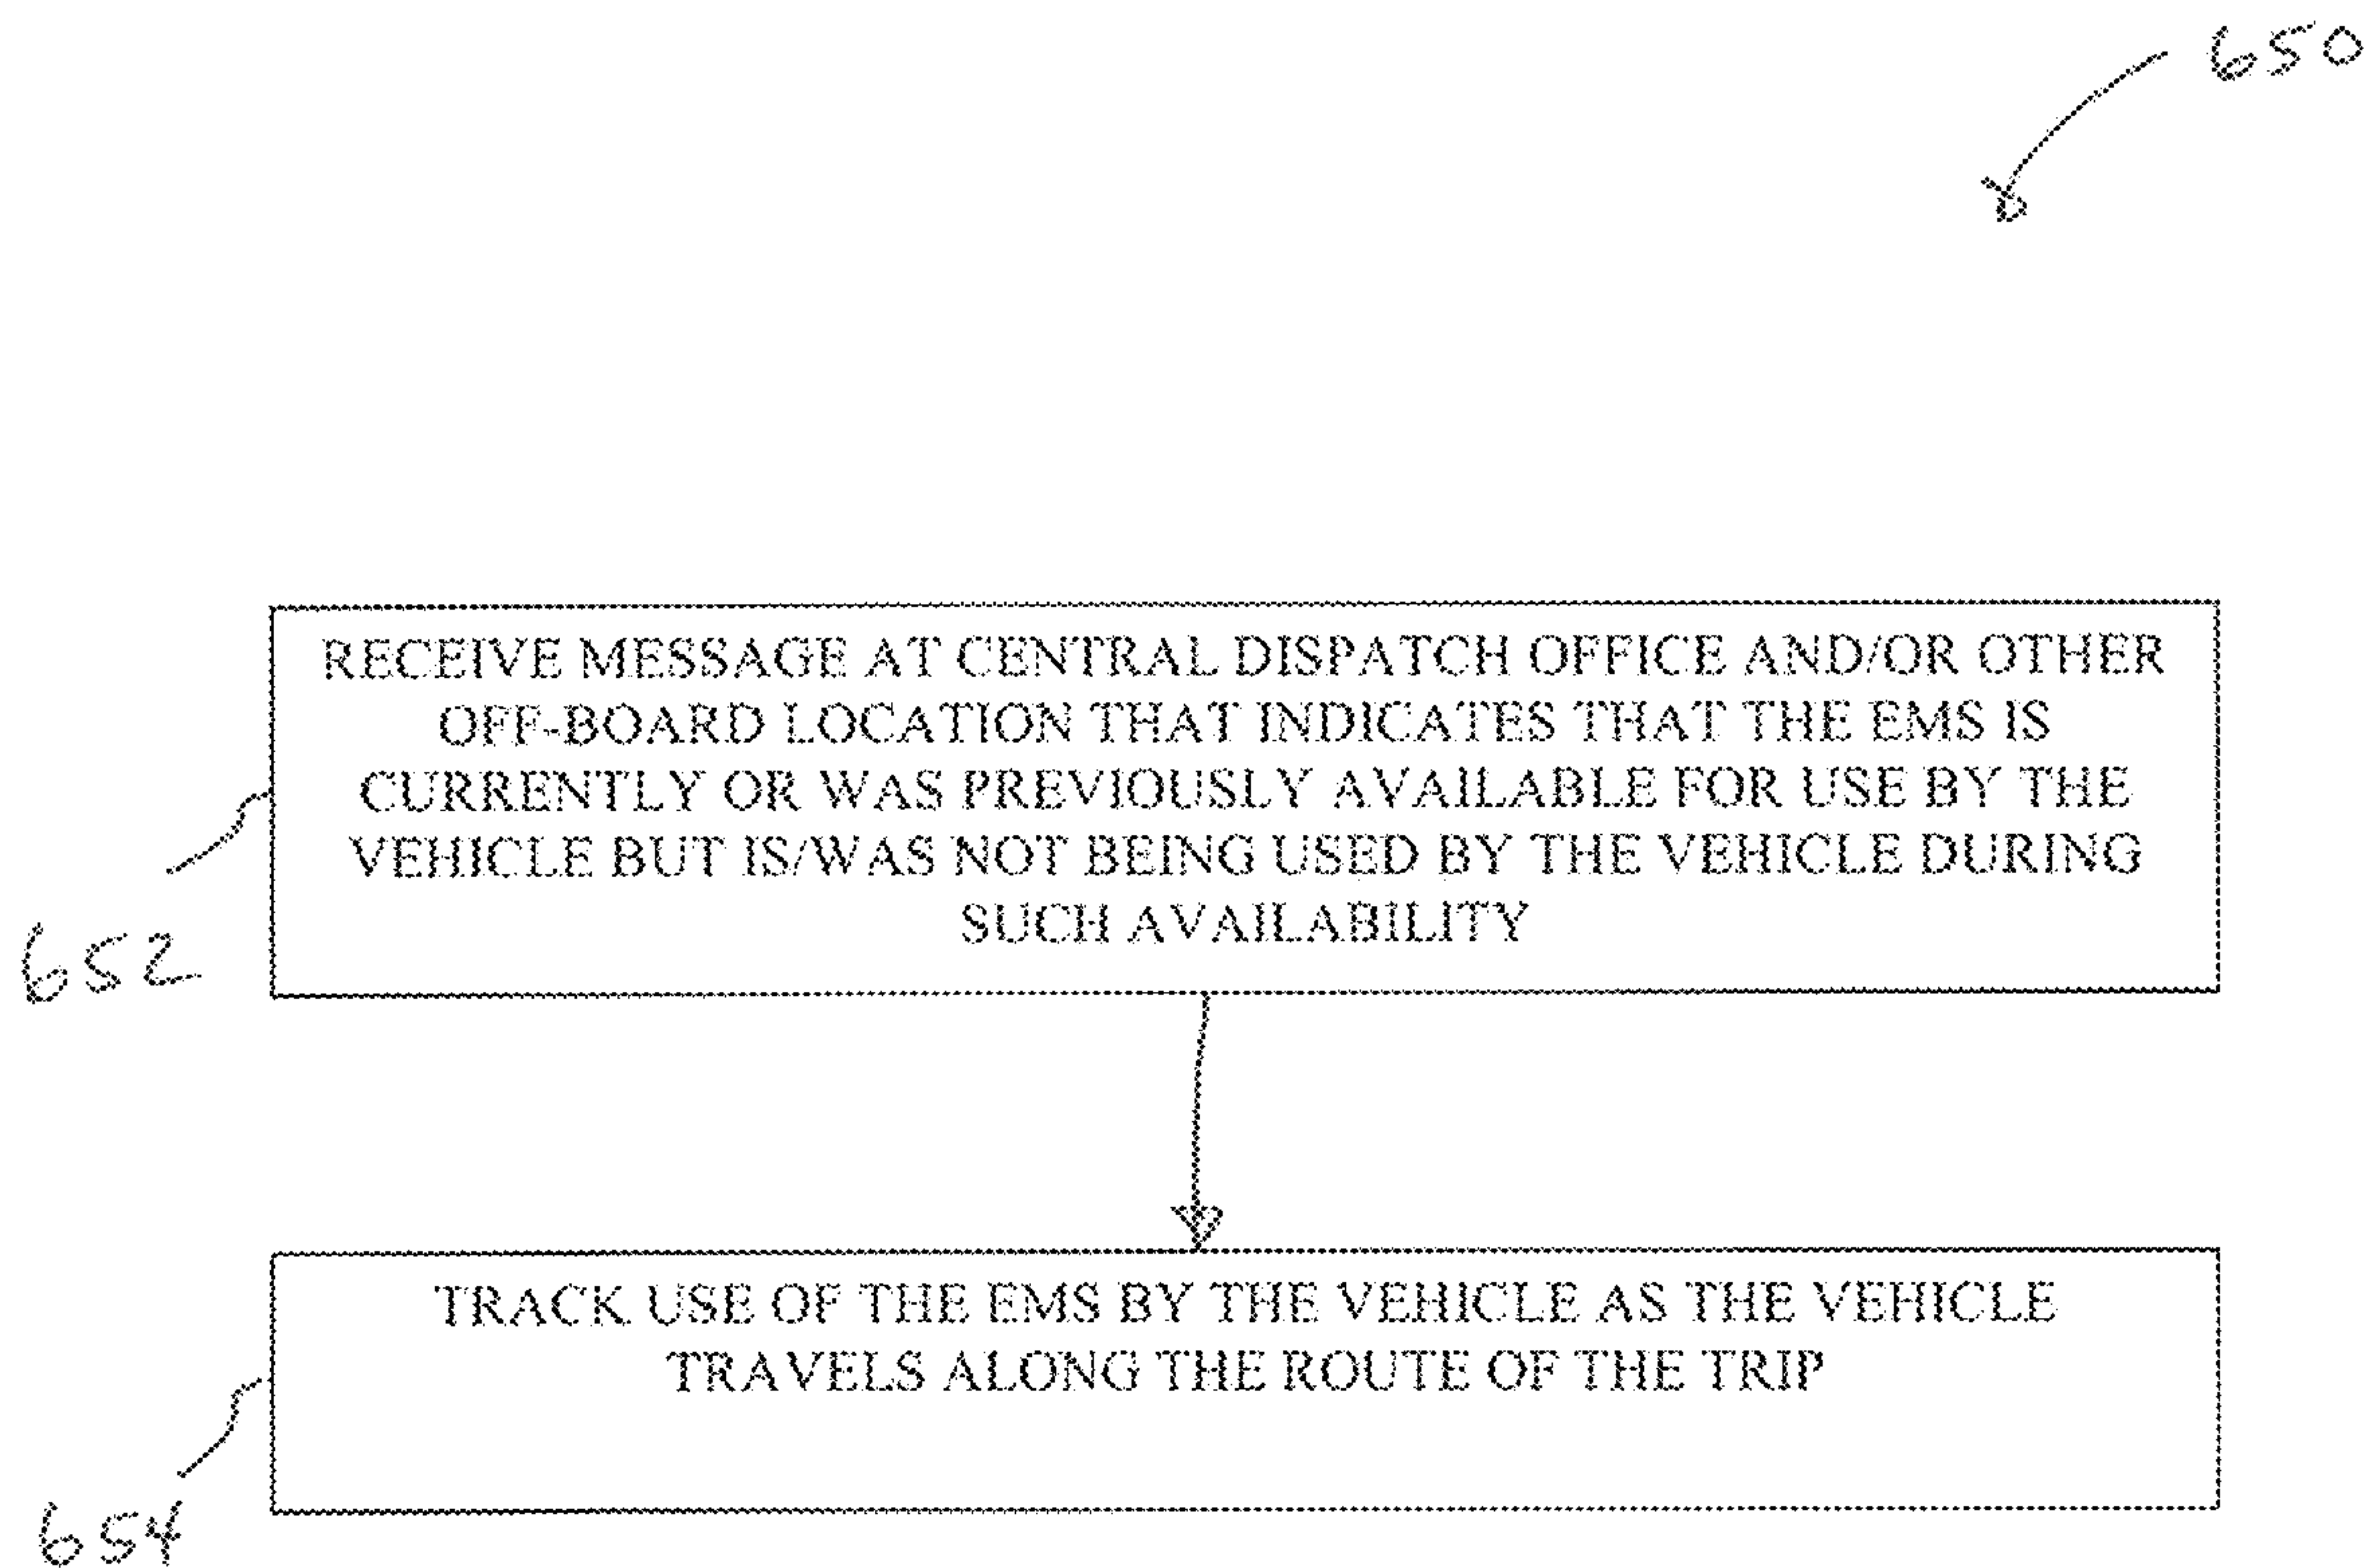 650
RECEIVE MESSAGE AT CENTRAL DISPATCH OFFICE AND/OR OTHER
OFF-BOARD LOCATION THAT INDICATES THAT THE EMS IS
CURRENTLY OR WAS PREVIOUSLY AVAILABLE FOR USE BY THE
VEHICLE BUT IS/WAS NOT BEING USED BY THE VEHICLE DURING
SUCH AVAILABILITY
652
TRACK USE OF THE EMS BY THE VEHICLE AS THE VEHICLE
TRAVELS ALONG THE ROUTE OF THE TRIP
654